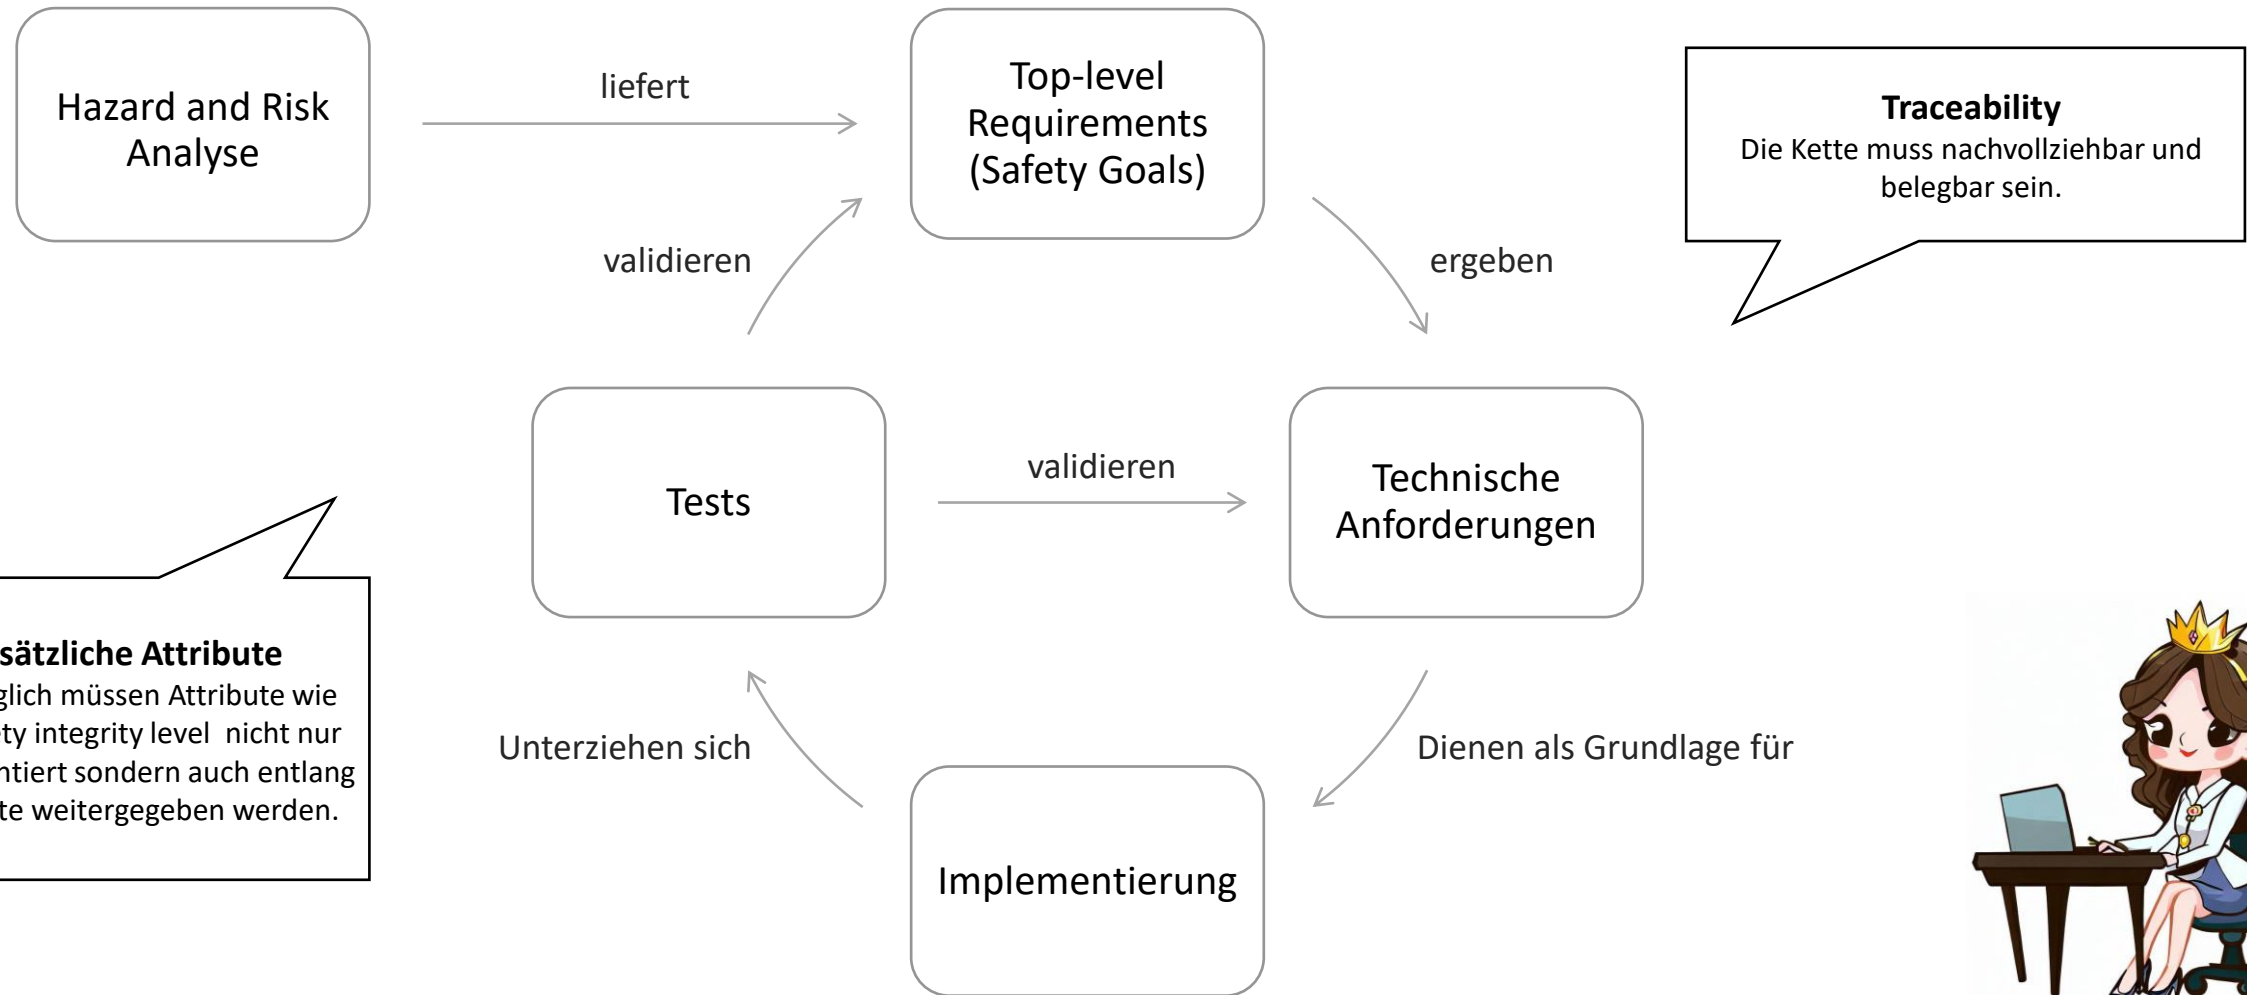 Hazard and Risk
Analyse
liefert
Top-level
Requirements
(Safety Goals)
Traceability
Die Kette muss nachvollziehbar und
belegbar sein.
validieren
ergeben
Tests
validieren
Technische
Anforderungen
sätzliche Attribute
glich müssen Attribute wie
ty integrity level nicht nur
ntiert sondern auch entlang
te weitergegeben werden.
Unterziehen sich
Dienen als Grundlage für
Implementierung